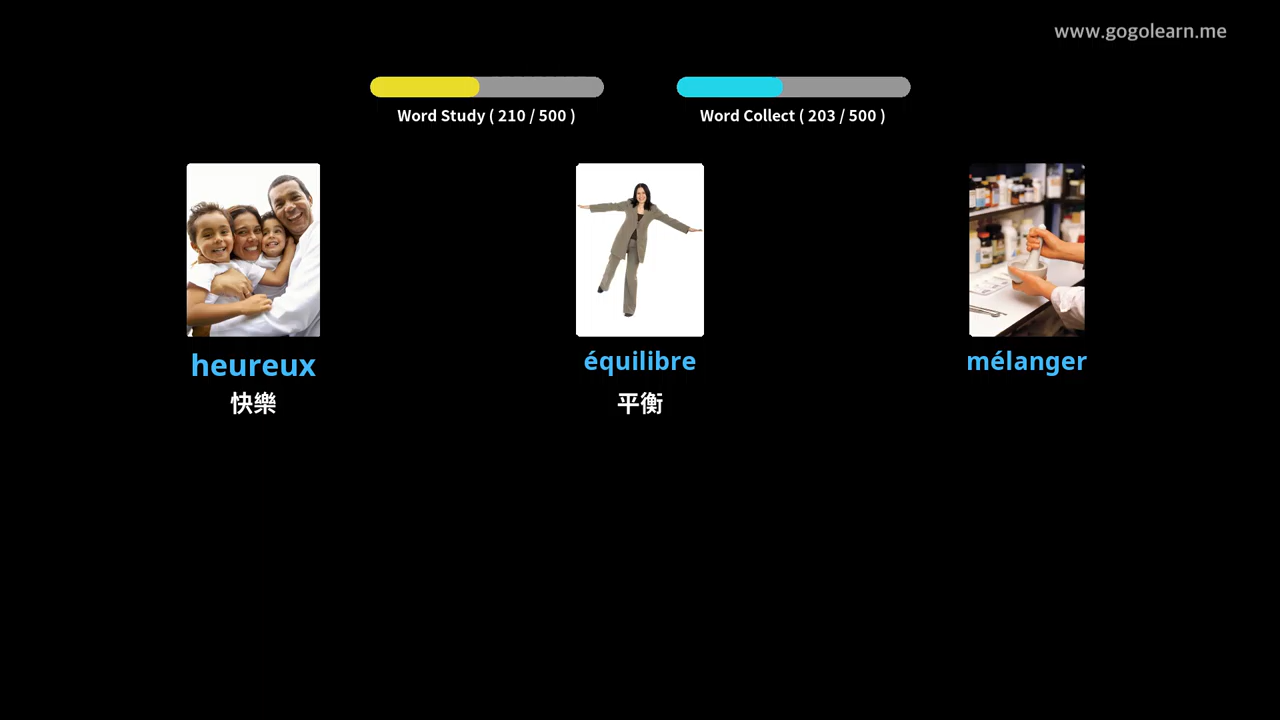 www.gogolearn.me
Word Study ( 210 / 500 )
Word Collect ( 203 / 500 )
heureux
équilibre
mélanger
快樂
平衡